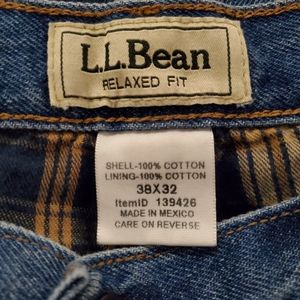 L.L.Bean
RELAXED FIT
SHELL-100% COTTON
LINING-100% COTTON
38X32
ItemID 139426
MADE IN MEXICO
CARE ON REVERSE